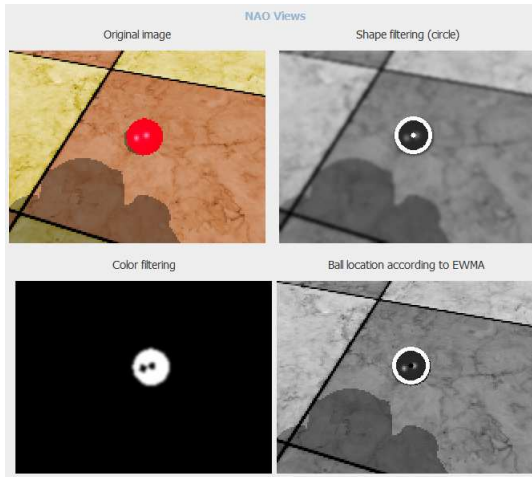 NAO Views
Original image
Shape filtering (circle)
Color filtering
Ball location according to EWMA